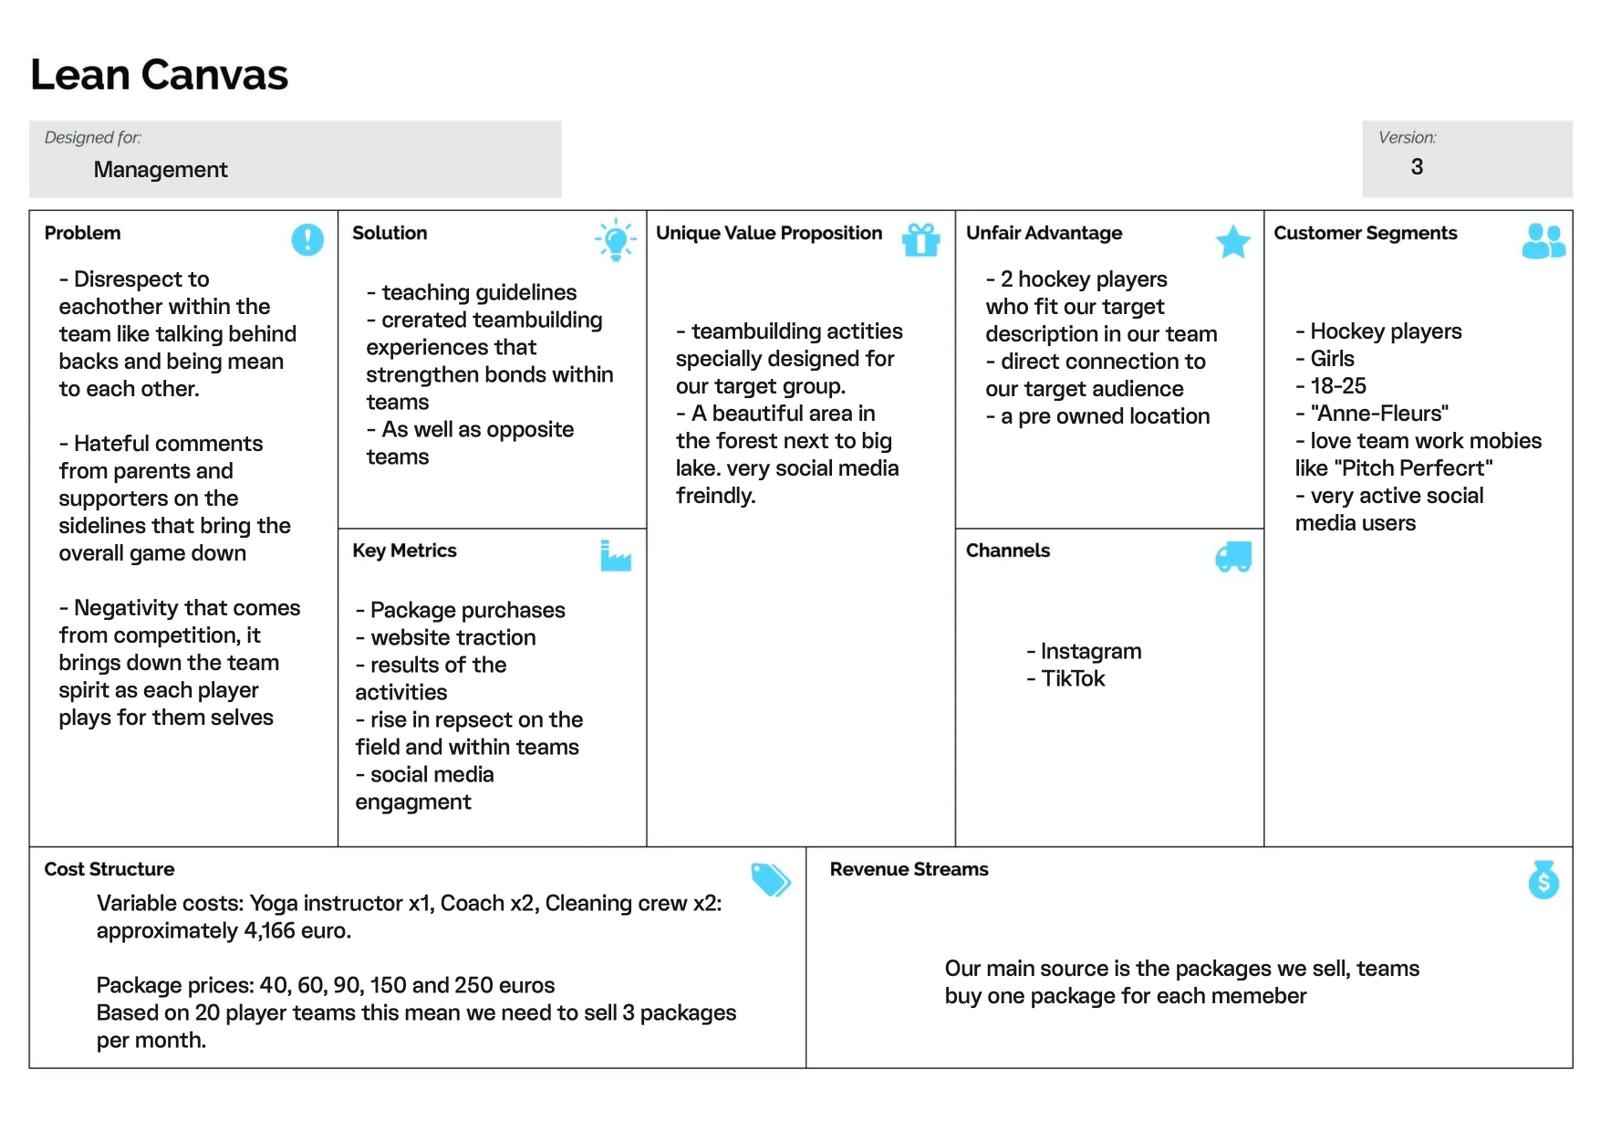 Lean Canvas
Designed for:
Management
Version:
3
Problem
- Disrespect to
eachother within the
team like talking behind
backs and being mean
to each other.
- Hateful comments
from parents and
supporters on the
sidelines that bring the
overall game down
- Negativity that comes
from competition, it
brings down the team
spirit as each player
plays for them selves
Solution
- teaching guidelines
- crerated teambuilding
experiences that
strengthen bonds within
teams
- As well as opposite
teams
Key Metrics
- Package purchases
- website traction
- results of the
activities
- rise in repsect on the
field and within teams
- social media
engagment
Unique Value Proposition
- teambuilding actities
specially designed for
our target group.
- A beautiful area in
the forest next to big
lake. very social media
freindly.
Unfair Advantage
- 2 hockey players
who fit our target
description in our team
- direct connection to
our target audience
- a pre owned location
Channels
- Instagram
- TikTok
Customer Segments
- Hockey players
- Girls
- 18-25
- "Anne-Fleurs"
- love team work mobies
like "Pitch Perfecrt"
- very active social
media users
Cost Structure
Variable costs: Yoga instructor x1, Coach x2, Cleaning crew x2:
approximately 4,166 euro.
Package prices: 40, 60, 90, 150 and 250 euros
Based on 20 player teams this mean we need to sell 3 packages
per month.
Revenue Streams
$
Our main source is the packages we sell, teams
buy one package for each memeber